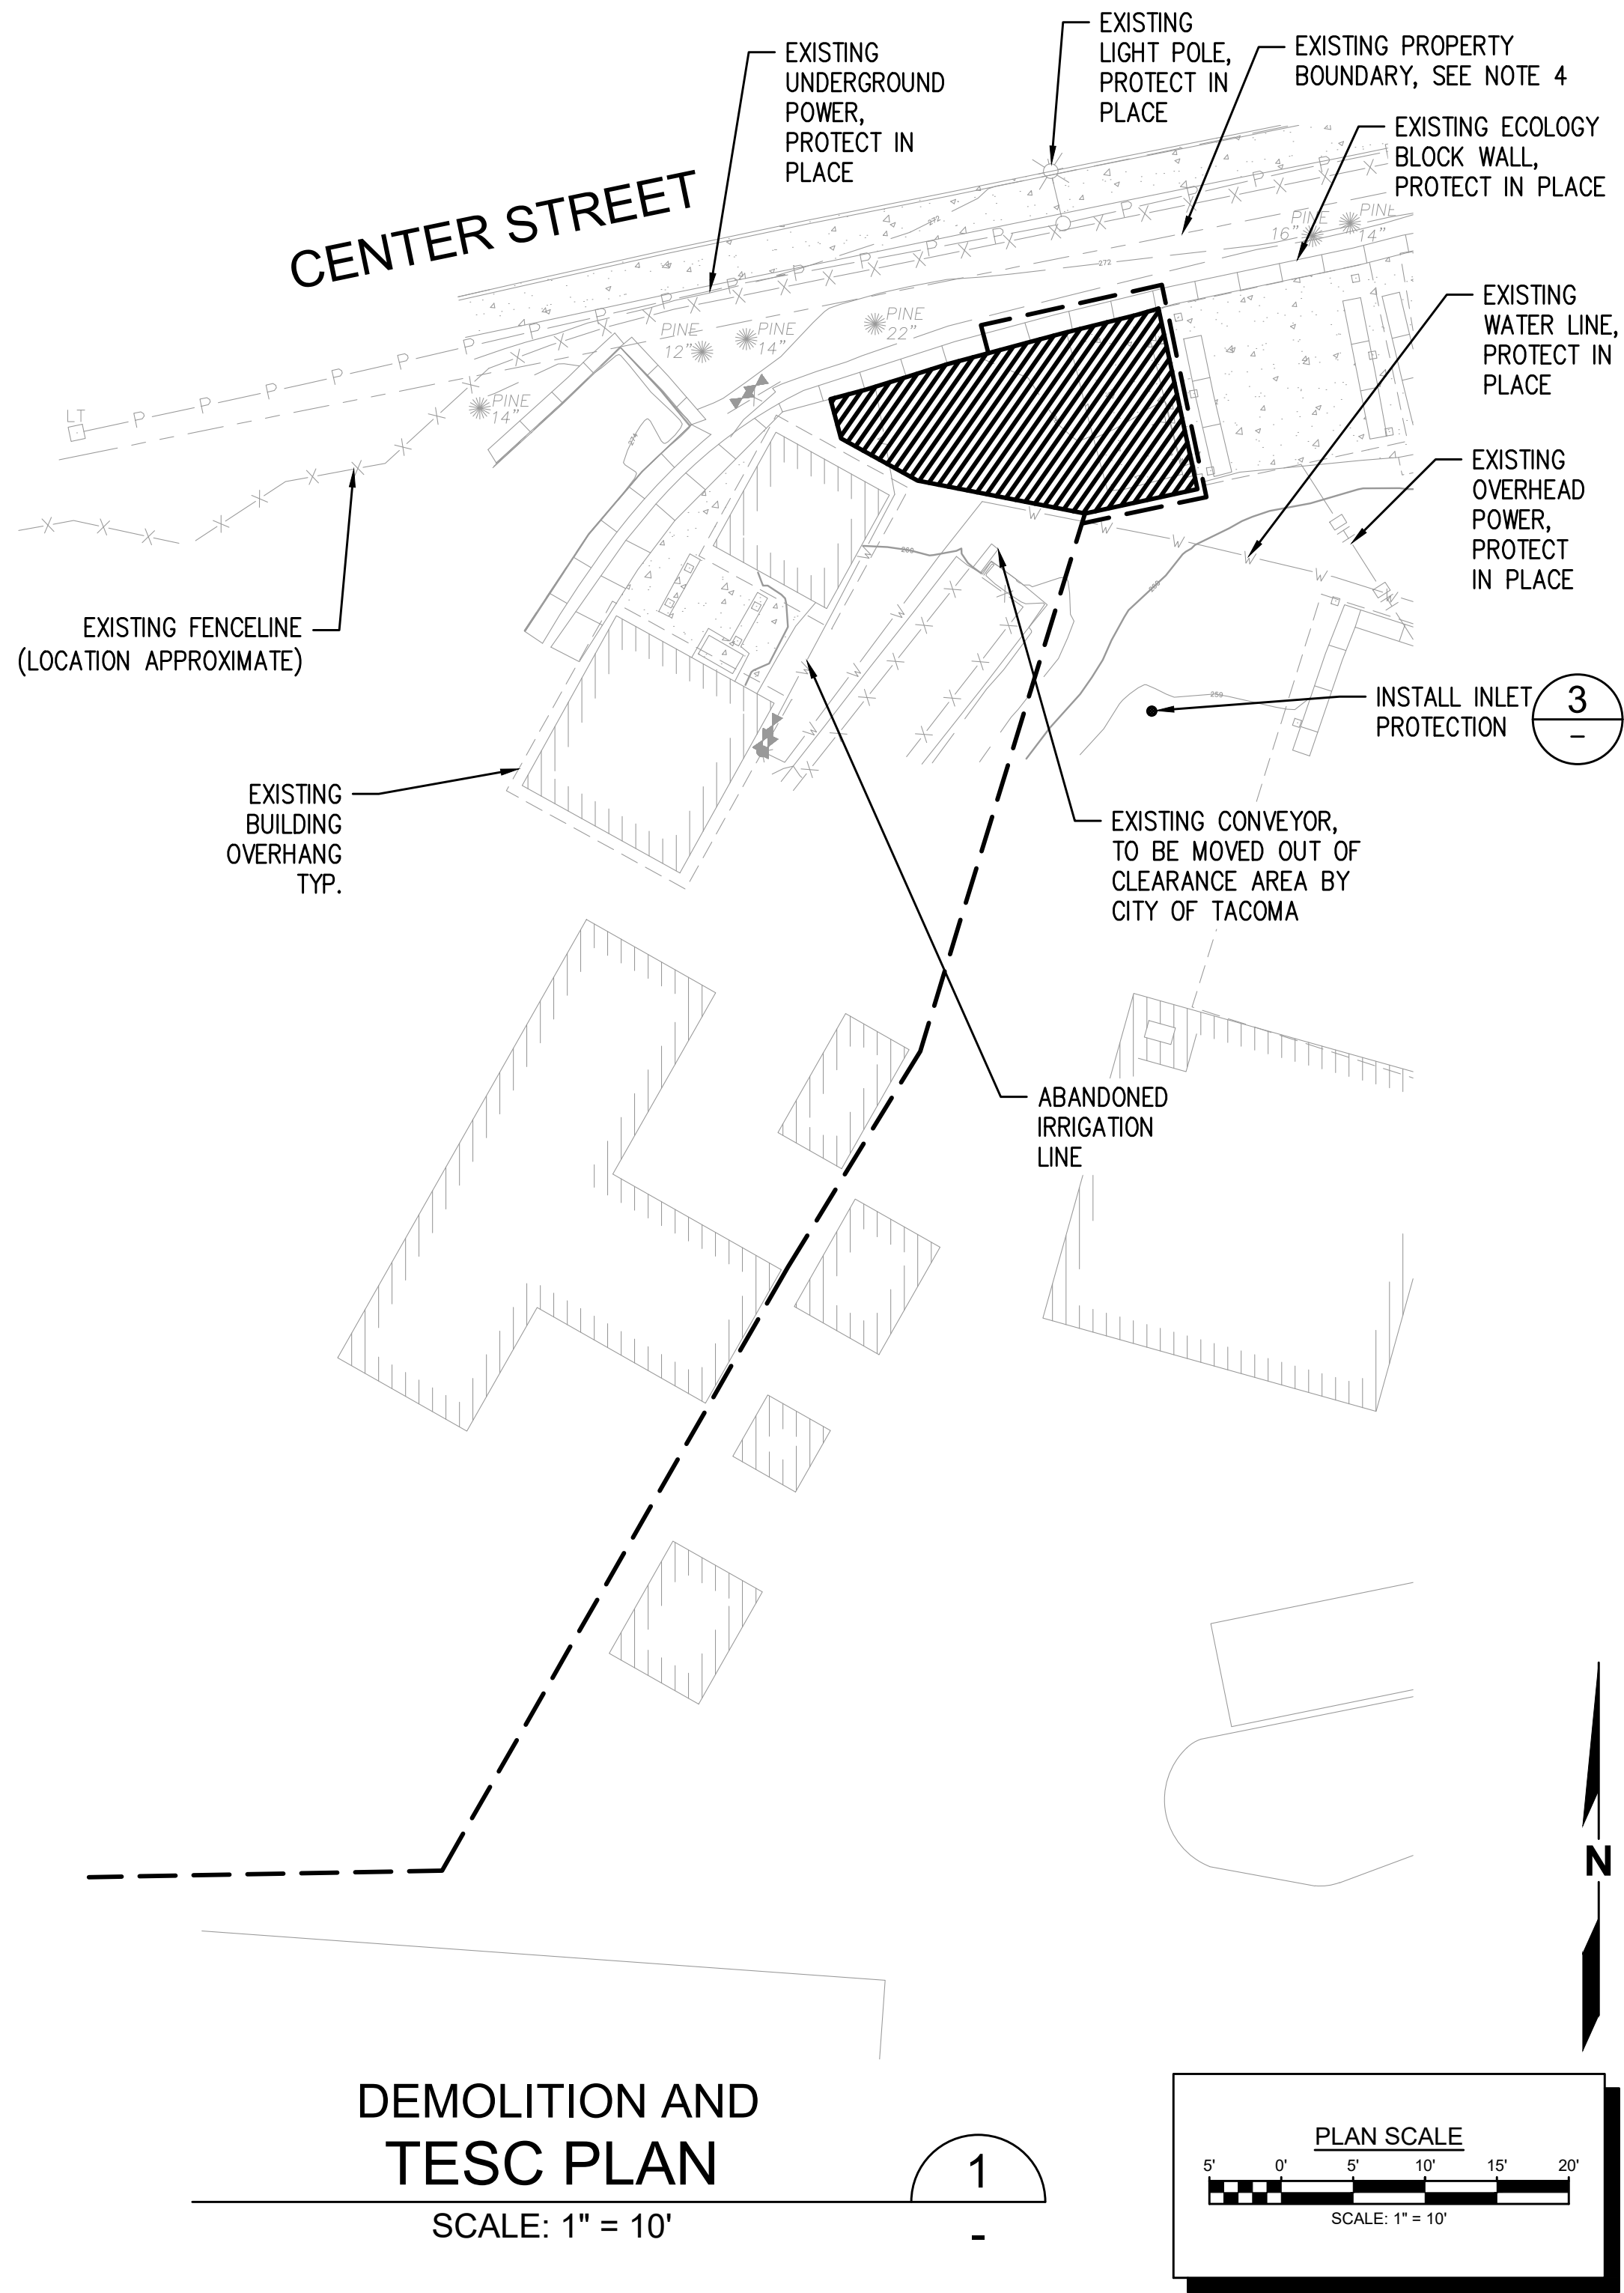 EXISTING
LIGHT POLE,
PROTECT IN
PLACE
EXISTING
UNDERGROUND
POWER,
PROTECT IN
PLACE
EXISTING PROPERTY
BOUNDARY, SEE NOTE 4
EXISTING ECOLOGY
BLOCK WALL,
PROTECT IN PLACE
CENTER STREET
PINE
16"
PINE
14"
272
272
PINE
22"
PINE
14"
PINE
12"
PINE
14"
LT
P P P P P P P P P P P P P P P
X X X X X X X X X X
274
EXISTING
WATER LINE,
PROTECT IN
PLACE
EXISTING
OVERHEAD
POWER,
PROTECT
IN PLACE
W W W W W
EXISTING FENCELINE
(LOCATION APPROXIMATE)
259
INSTALL INLET
PROTECTION
3
-
EXISTING
BUILDING
OVERHANG
TYP.
EXISTING CONVEYOR,
TO BE MOVED OUT OF
CLEARANCE AREA BY
CITY OF TACOMA
ABANDONED
IRRIGATION
LINE
N
DEMOLITION AND
TESC PLAN
1
-
SCALE: 1" = 10'
PLAN SCALE
5' 0' 5' 10' 15' 20'
SCALE: 1" = 10'